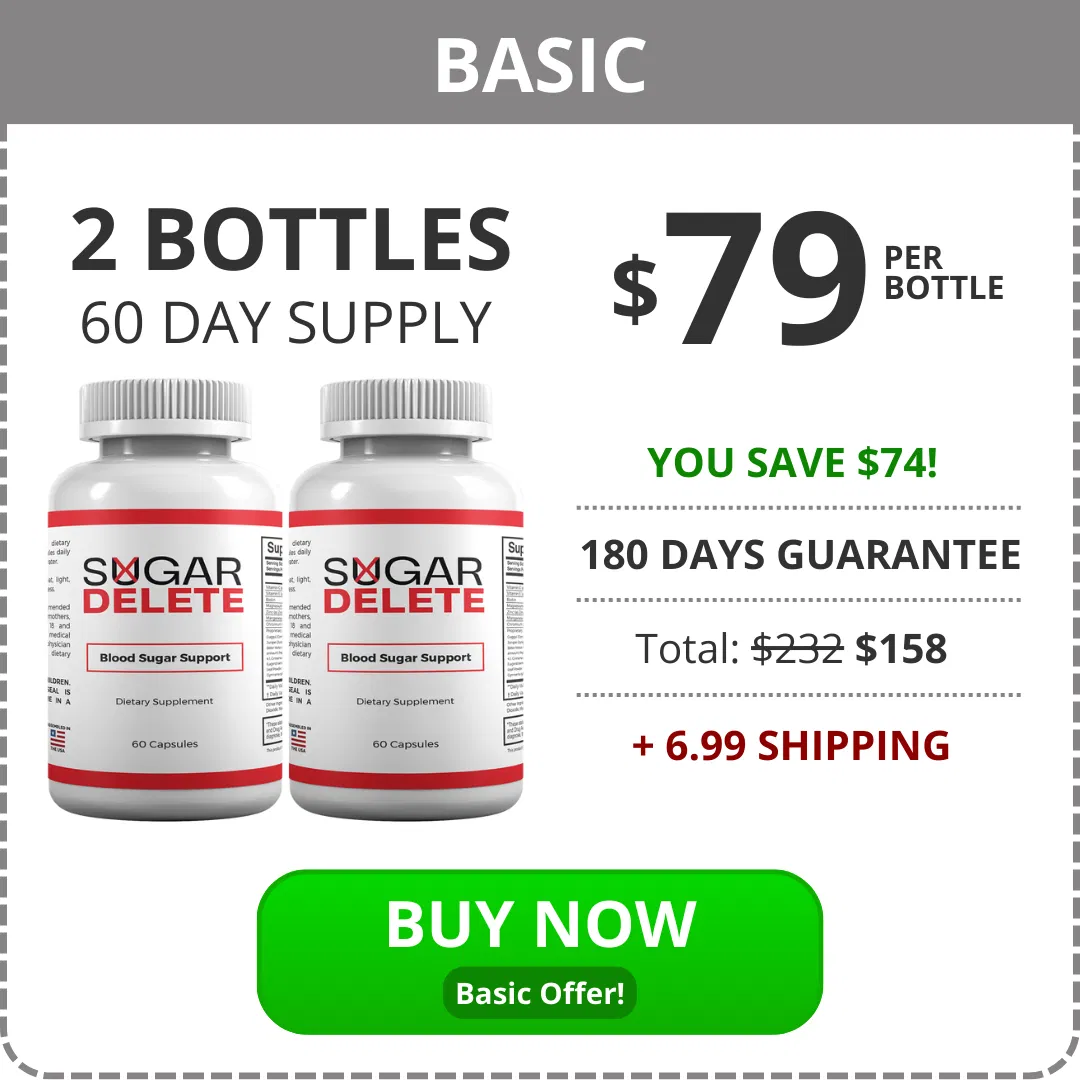 BASIC
2 BOTTLES
60 DAY SUPPLY
$79 PER
BOTTLE
YOU SAVE $74!
180 DAYS GUARANTEE
Total: $232 $158
+ 6.99 SHIPPING
SUGAR
DELETE
Blood Sugar Support
Dietary Supplement
60 Capsules
SUGAR
DELETE
Blood Sugar Support
Dietary Supplement
60 Capsules
BUY NOW
Basic Offer!